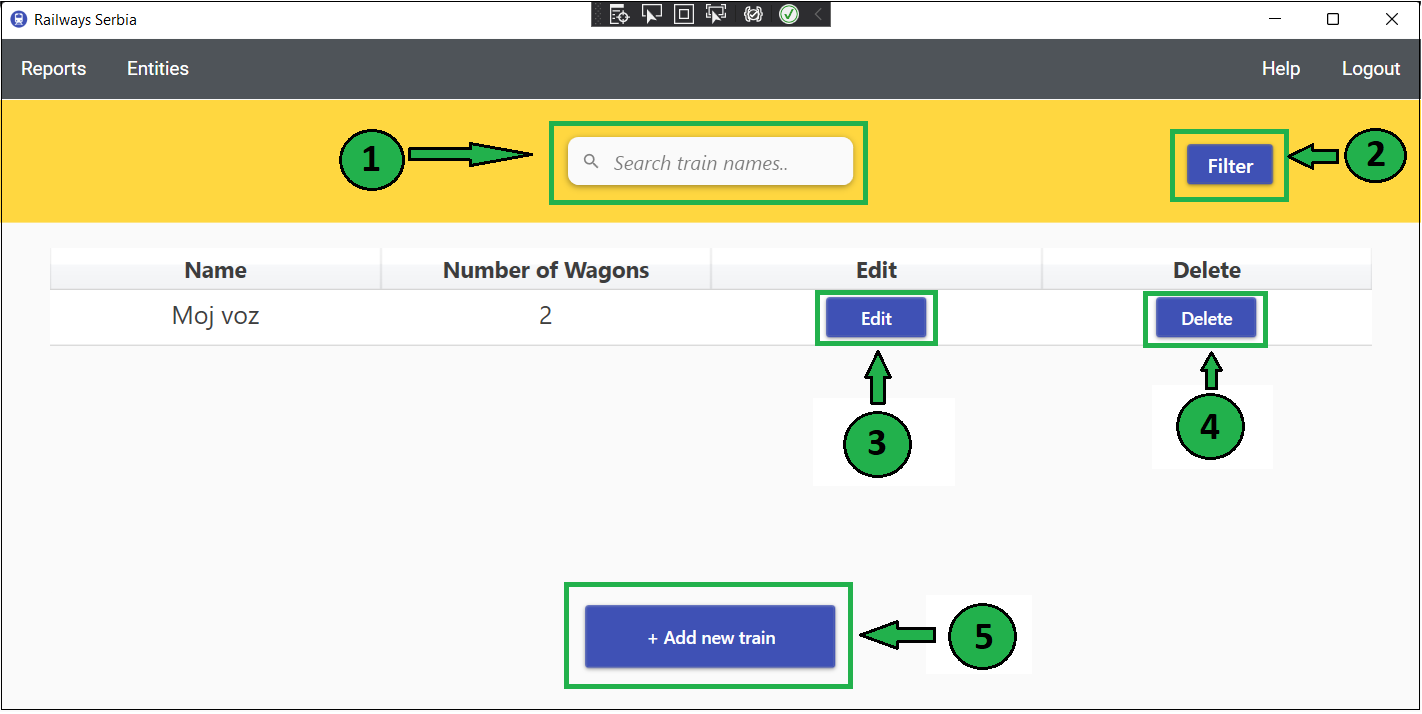 Railways Serbia
Reports Entities Help Logout
1 Search train names.. Filter 2
Name Number of Wagons Edit Delete
Moj voz 2 Edit Delete
3 4
+ Add new train 5